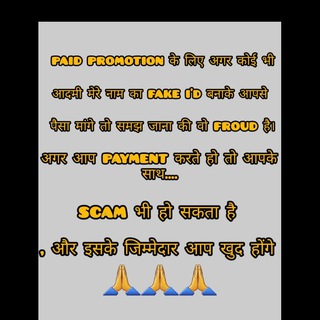 PAID PROMOTION के लिए अगर कोई भी
आदमी मेरे नाम का FAKE I'D बनाके आपसे
पैसा मांगे तो समझ जाना की वो FROUD है।
अगर आप PAYMENT करते हो तो आपके
साथ....
SCAM भी हो सकता है
, और इसके जिम्मेदार आप खुद होंगे
🙏🙏🙏